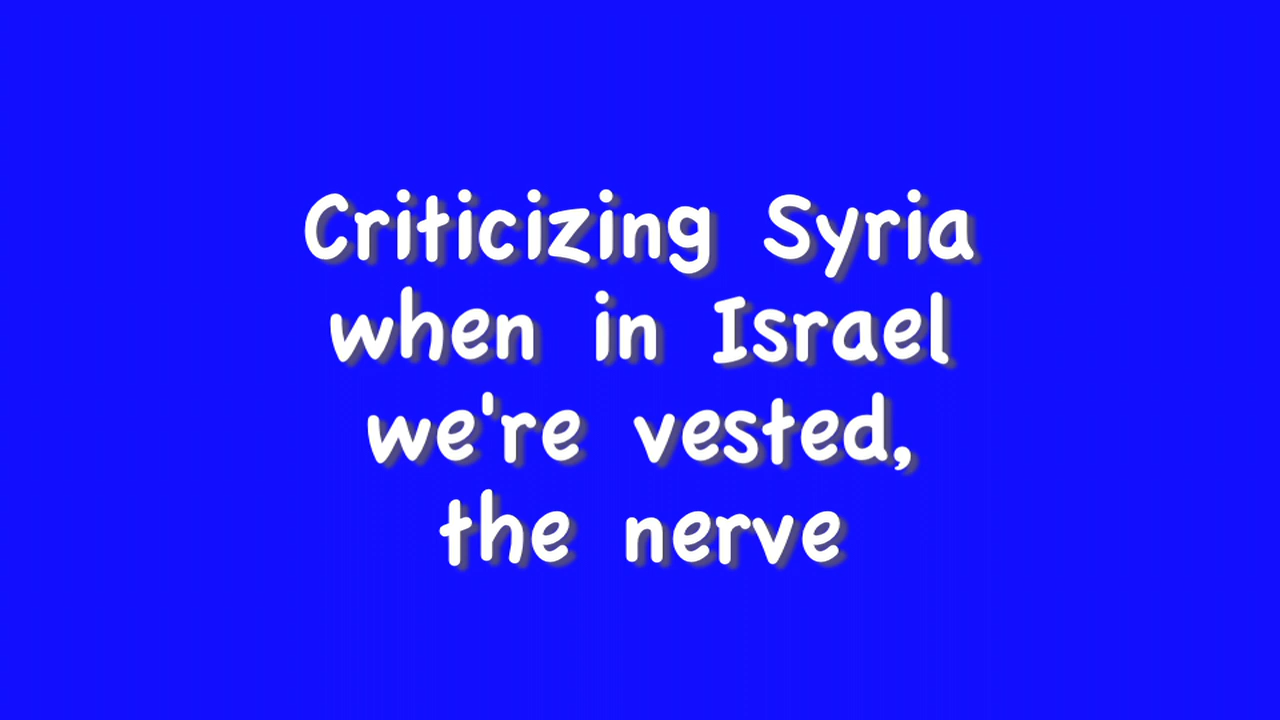 Criticizing Syria
when in Israel
we're vested,
the nerve